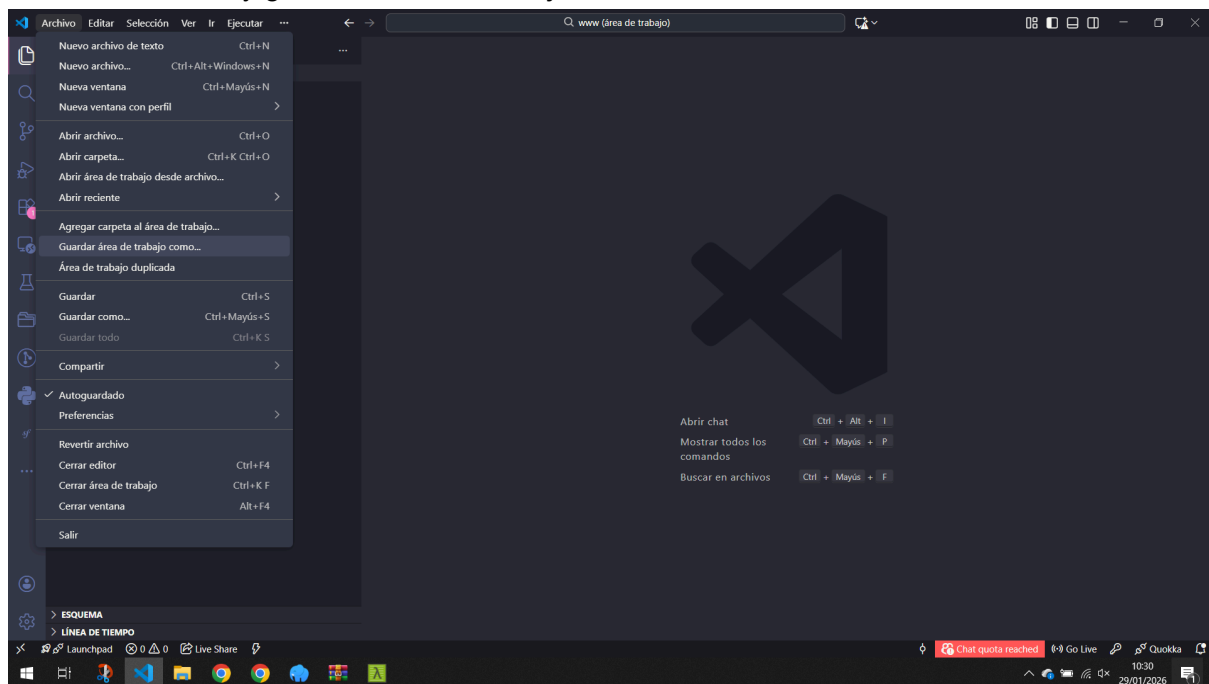 Archivo Editar Selección Ver Ir Ejecutar ··· www (área de trabajo)
Nuevo archivo de texto Ctrl+N
Nuevo archivo... Ctrl+Alt+Windows+N
Nueva ventana Ctrl+Mayús+N
Nueva ventana con perfil
Abrir archivo... Ctrl+O
Abrir carpeta... Ctrl+K Ctrl+O
Abrir área de trabajo desde archivo...
Abrir reciente
Agregar carpeta al área de trabajo...
Guardar área de trabajo como...
Área de trabajo duplicada
Guardar Ctrl+S
Guardar como... Ctrl+Mayús+S
Guardar todo Ctrl+K S
Compartir
Autoguardado
Preferencias
Revertir archivo
Cerrar editor Ctrl+F4
Cerrar área de trabajo Ctrl+K F
Cerrar ventana Alt+F4
Salir
Abrir chat Ctrl + Alt + I
Mostrar todos los Ctrl + Mayús + P
comandos
Buscar en archivos Ctrl + Mayús + F
ESQUEMA
LÍNEA DE TIEMPO
Launchpad 0 0 Live Share Chat quota reached Go Live Quokka
10:30
29/01/2026